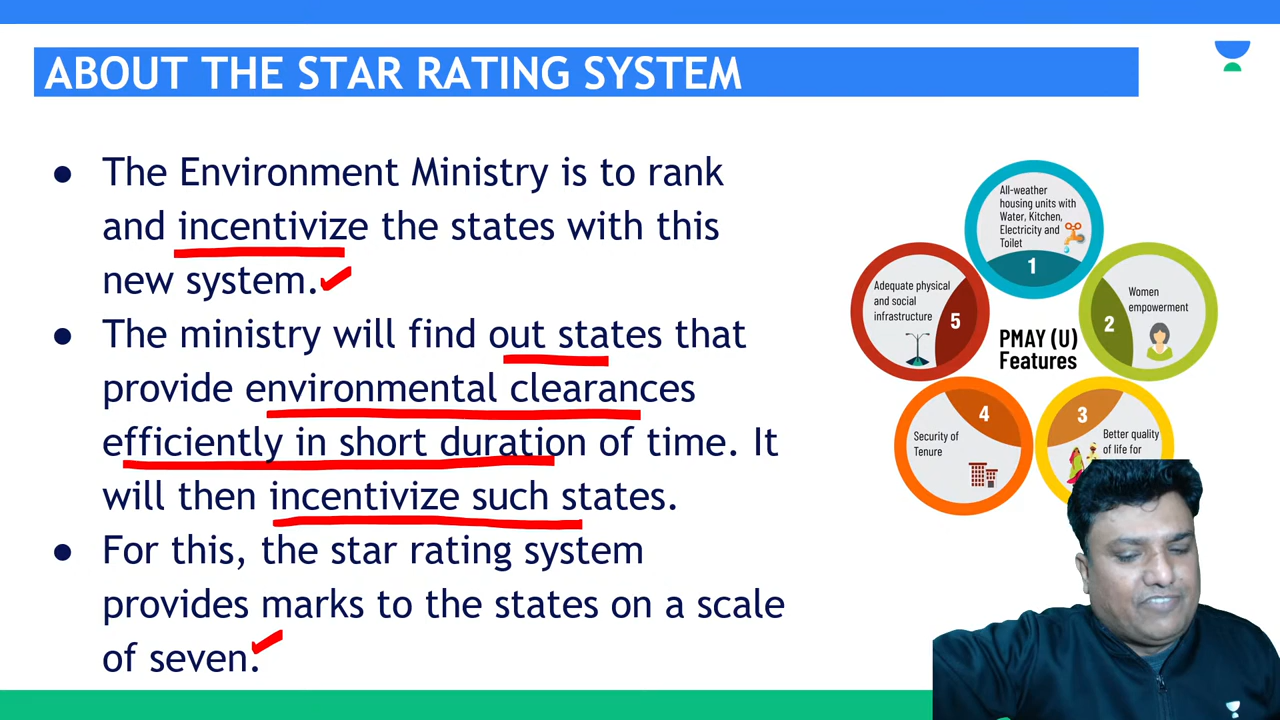 ABOUT THE STAR RATING SYSTEM
● The Environment Ministry is to rank
and incentivize the states with this
new system.
● The ministry will find out states that
provide environmental clearances
efficiently in short duration of time. It
will then incentivize such states.
● For this, the star rating system
provides marks to the states on a scale
of seven.
All-weather
housing units with
Water, Kitchen,
Electricity and
Toilet
1
Women
empowerment
2
Better quality
of life for
3
Security of
Tenure
4
Adequate physical
and social
infrastructure
5
PMAY (U)
Features